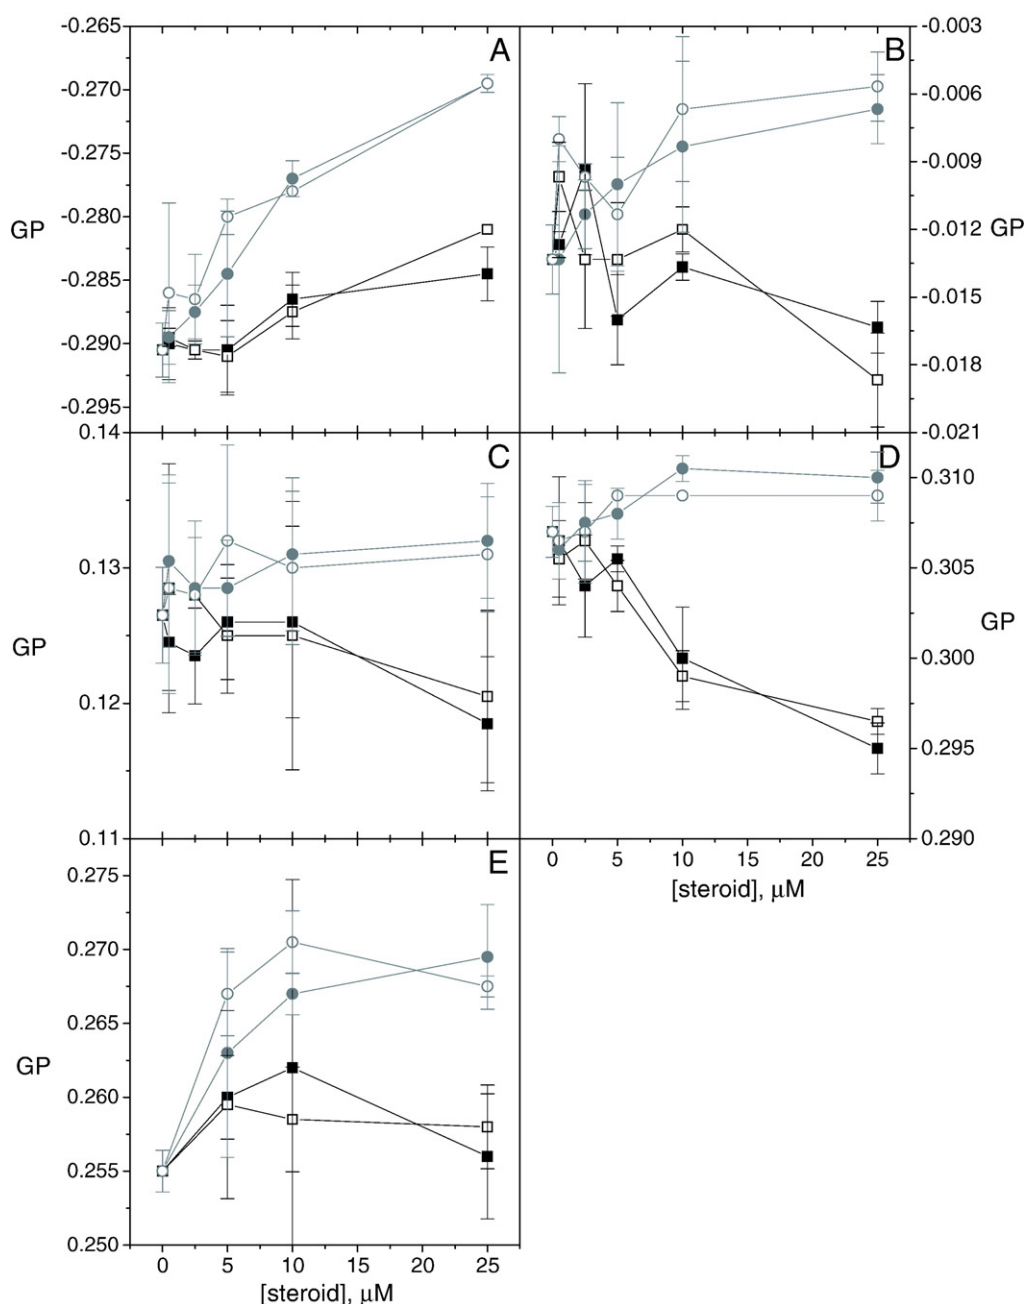 A
-0.265
-0.270
-0.275
-0.280
-0.285
-0.290
-0.295
GP
B
-0.003
-0.006
-0.009
-0.012
-0.015
-0.018
-0.021
GP
C
0.14
0.13
0.12
0.11
GP
D
0.310
0.305
0.300
0.295
0.290
GP
0 5 10 15 20 25
[steroid], μM
E
0.275
0.270
0.265
0.260
0.255
0.250
GP
0 5 10 15 20 25
[steroid], μM